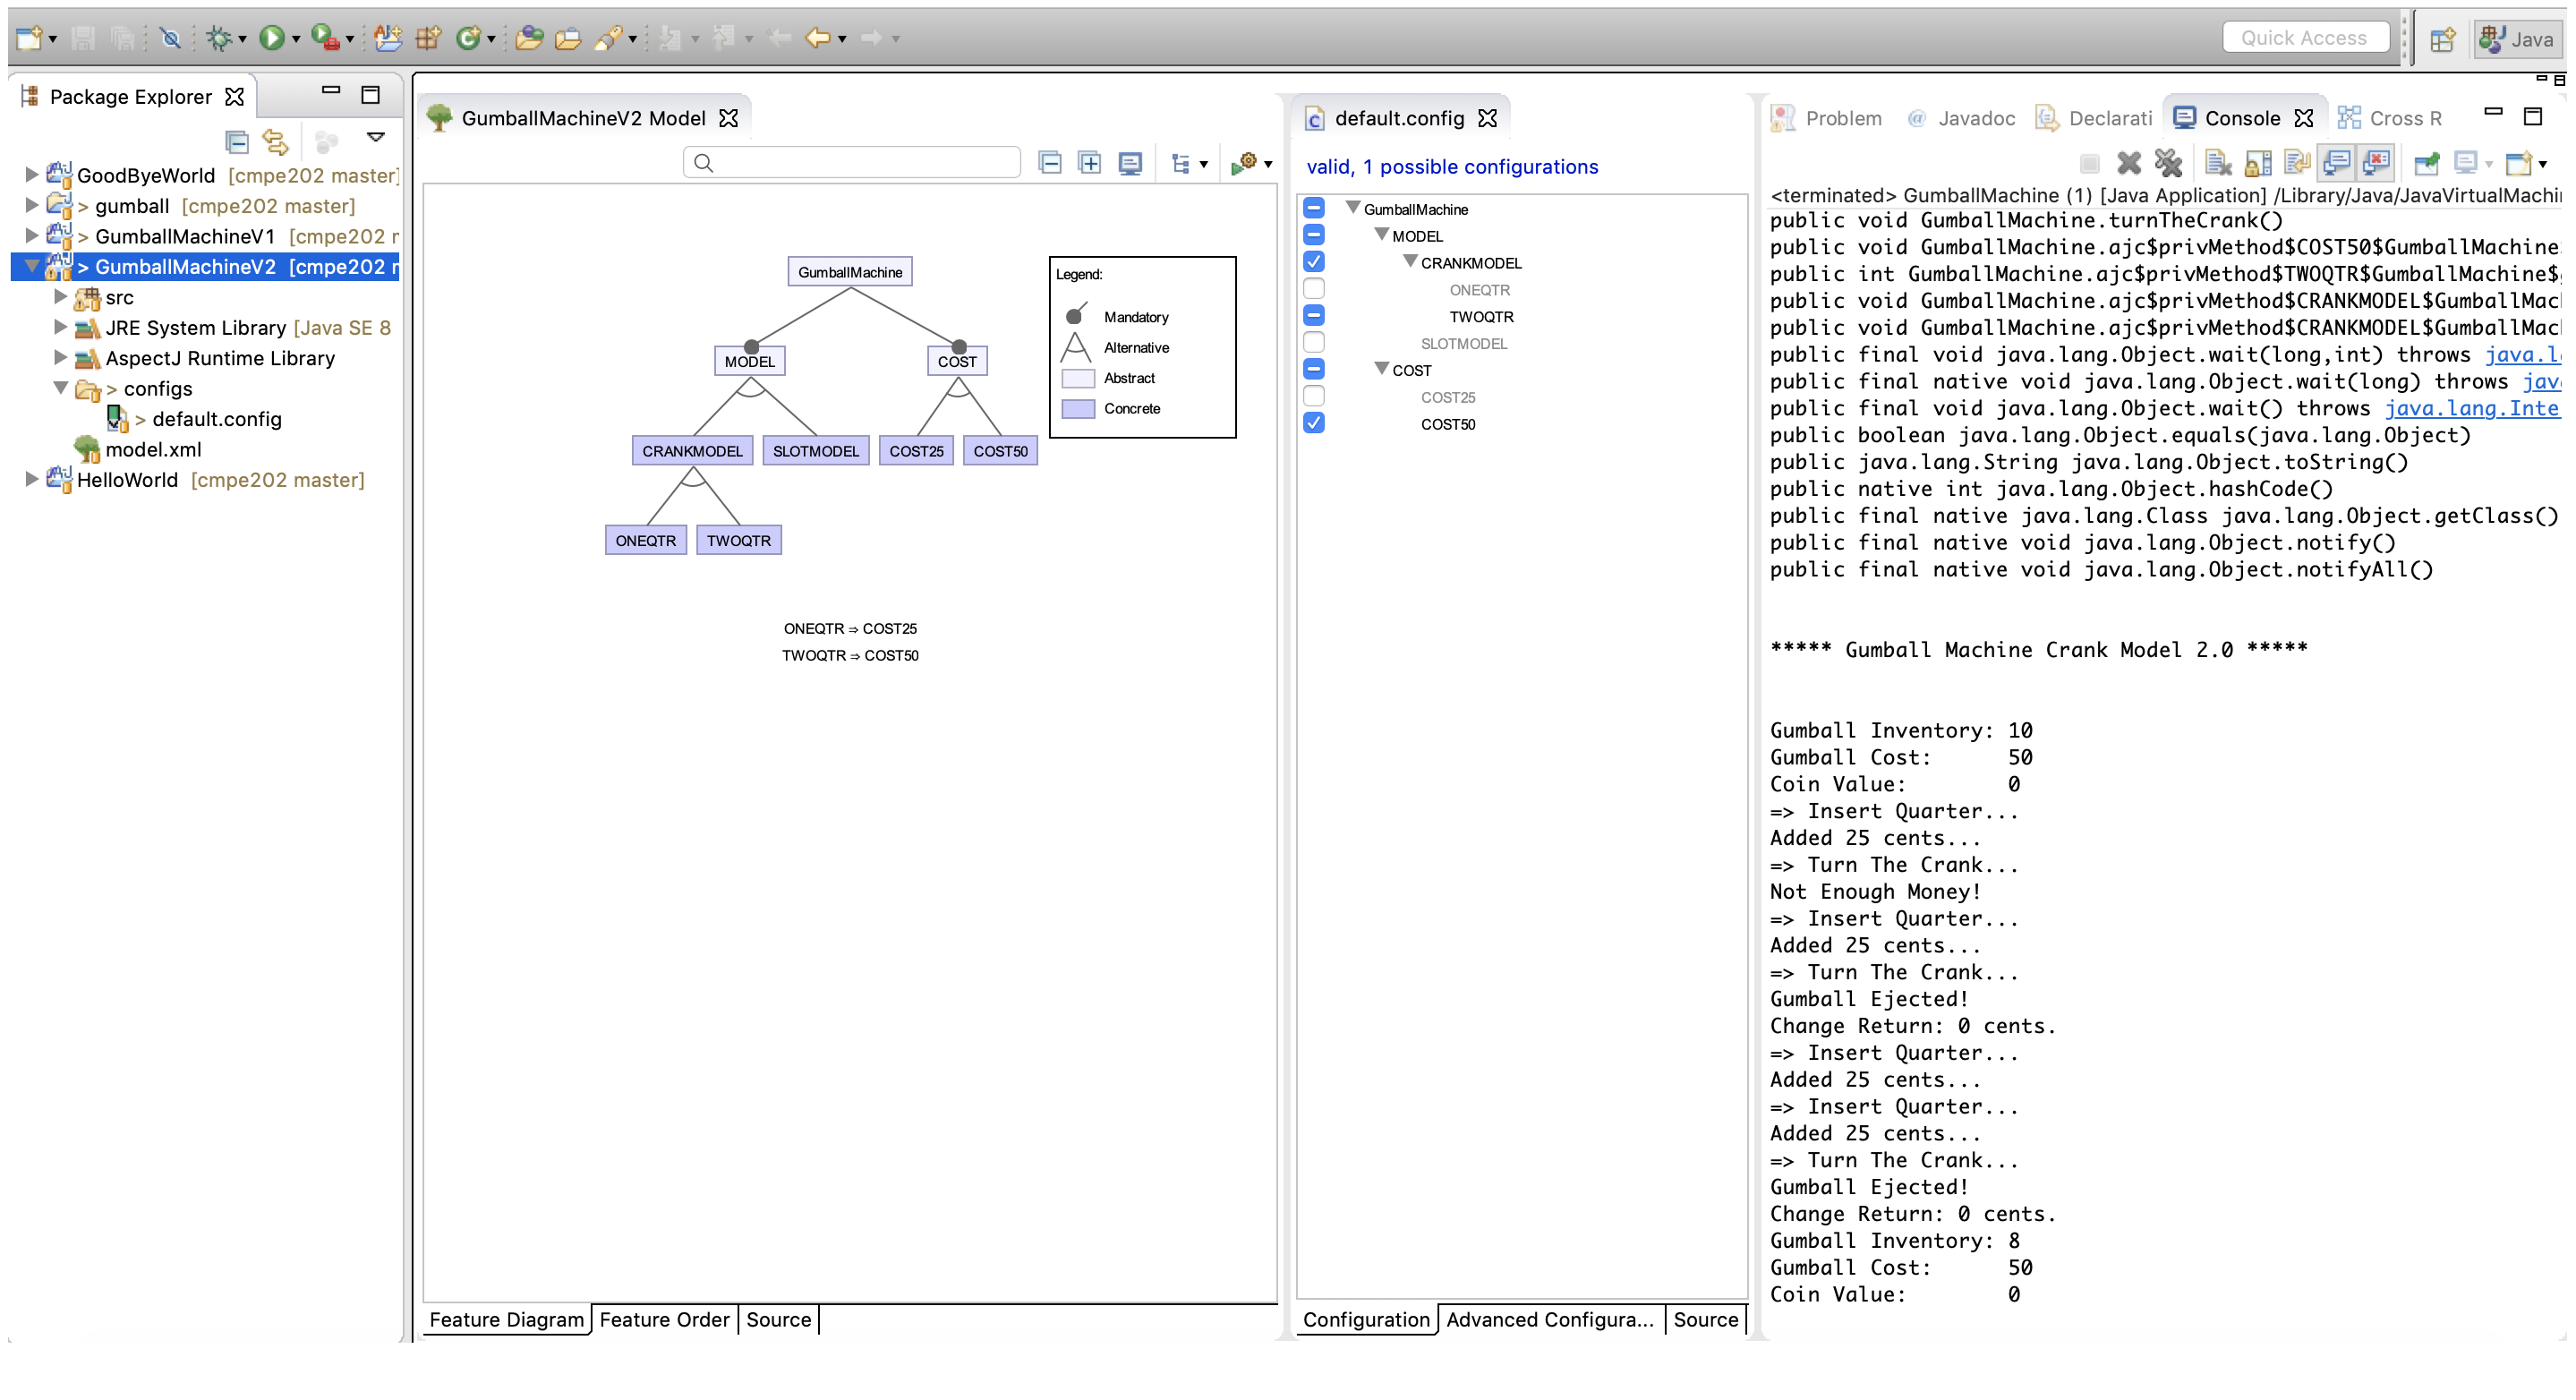 Quick Access
Java
Package Explorer
GoodByeWorld [cmpe202 master]
> gumball [cmpe202 master]
> GumballMachineV1 [cmpe202 r
> GumballMachineV2 [cmpe202 r
> src
JRE System Library [Java SE 8
AspectJ Runtime Library
> configs
> default.config
model.xml
HelloWorld [cmpe202 master]
GumballMachineV2 Model
GumballMachine
MODEL
COST
CRANKMODEL
SLOTMODEL
COST25
COST50
ONEQTR
TWOQTR
Legend:
Mandatory
Alternative
Abstract
Concrete
ONEQTR ⇒ COST25
TWOQTR ⇒ COST50
Feature Diagram
Feature Order
Source
default.config
valid, 1 possible configurations
GumballMachine
MODEL
CRANKMODEL
ONEQTR
TWOQTR
SLOTMODEL
COST
COST25
COST50
Configuration
Advanced Configura...
Source
Problem
@ Javadoc
Declarati
Console
Cross R
<terminated> GumballMachine (1) [Java Application] /Library/Java/JavaVirtualMachi
public void GumballMachine.turnTheCrank()
public void GumballMachine.ajc$privMethod$COST50$GumballMachine
public int GumballMachine.ajc$privMethod$TWOQTR$GumballMachine$
public void GumballMachine.ajc$privMethod$CRANKMODEL$GumballMac
public void GumballMachine.ajc$privMethod$CRANKMODEL$GumballMac
public final void java.lang.Object.wait(long,int) throws java.l
public final native void java.lang.Object.wait(long) throws jav
public final void java.lang.Object.wait() throws java.lang.Inte
public boolean java.lang.Object.equals(java.lang.Object)
public java.lang.String java.lang.Object.toString()
public native int java.lang.Object.hashCode()
public final native java.lang.Class java.lang.Object.getClass()
public final native void java.lang.Object.notify()
public final native void java.lang.Object.notifyAll()
***** Gumball Machine Crank Model 2.0 *****
Gumball Inventory: 10
Gumball Cost: 50
Coin Value: 0
=> Insert Quarter...
Added 25 cents...
=> Turn The Crank...
Not Enough Money!
=> Insert Quarter...
Added 25 cents...
=> Turn The Crank...
Gumball Ejected!
Change Return: 0 cents.
=> Insert Quarter...
Added 25 cents...
=> Insert Quarter...
Added 25 cents...
=> Turn The Crank...
Gumball Ejected!
Change Return: 0 cents.
Gumball Inventory: 8
Gumball Cost: 50
Coin Value: 0